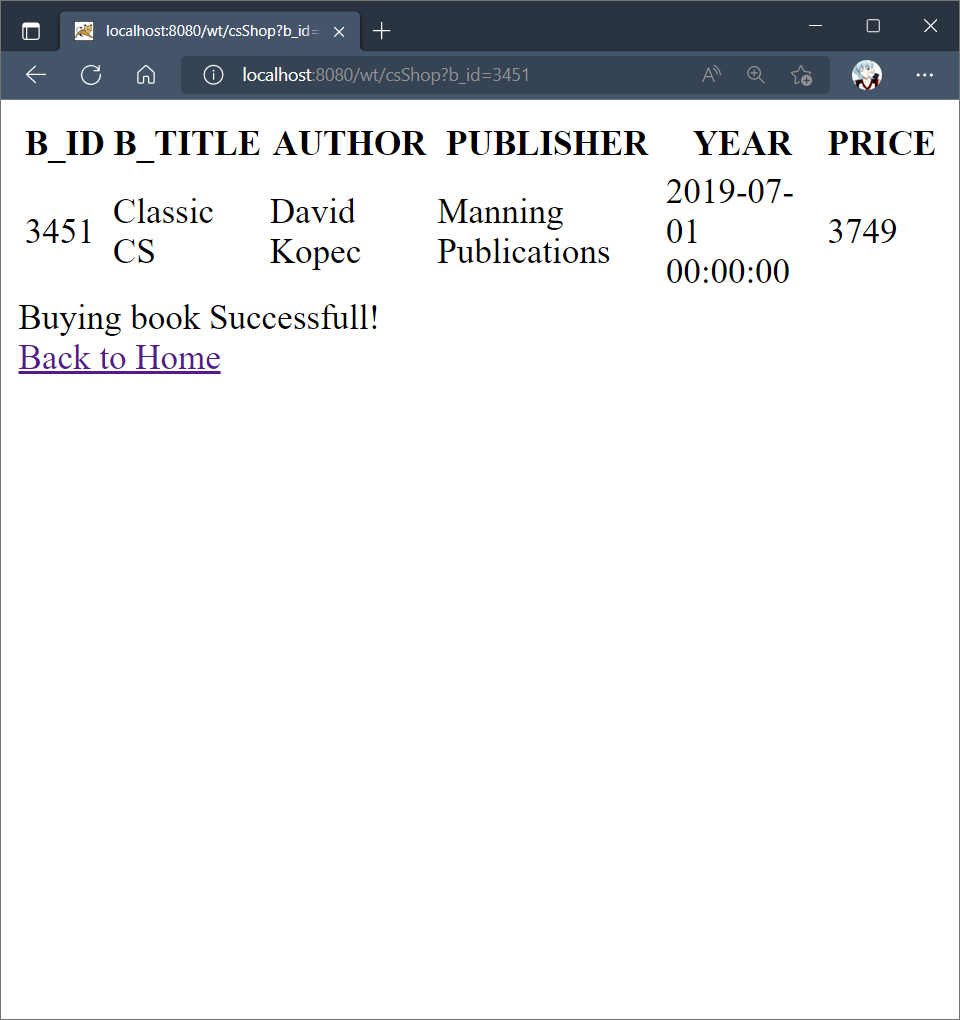 localhost:8080/wt/csShop?b_id=
localhost:8080/wt/csShop?b_id=3451
B_ID B_TITLE AUTHOR PUBLISHER YEAR PRICE
3451 Classic CS David Kopec Manning Publications 2019-07-01 00:00:00 3749
Buying book Successfull!
Back to Home